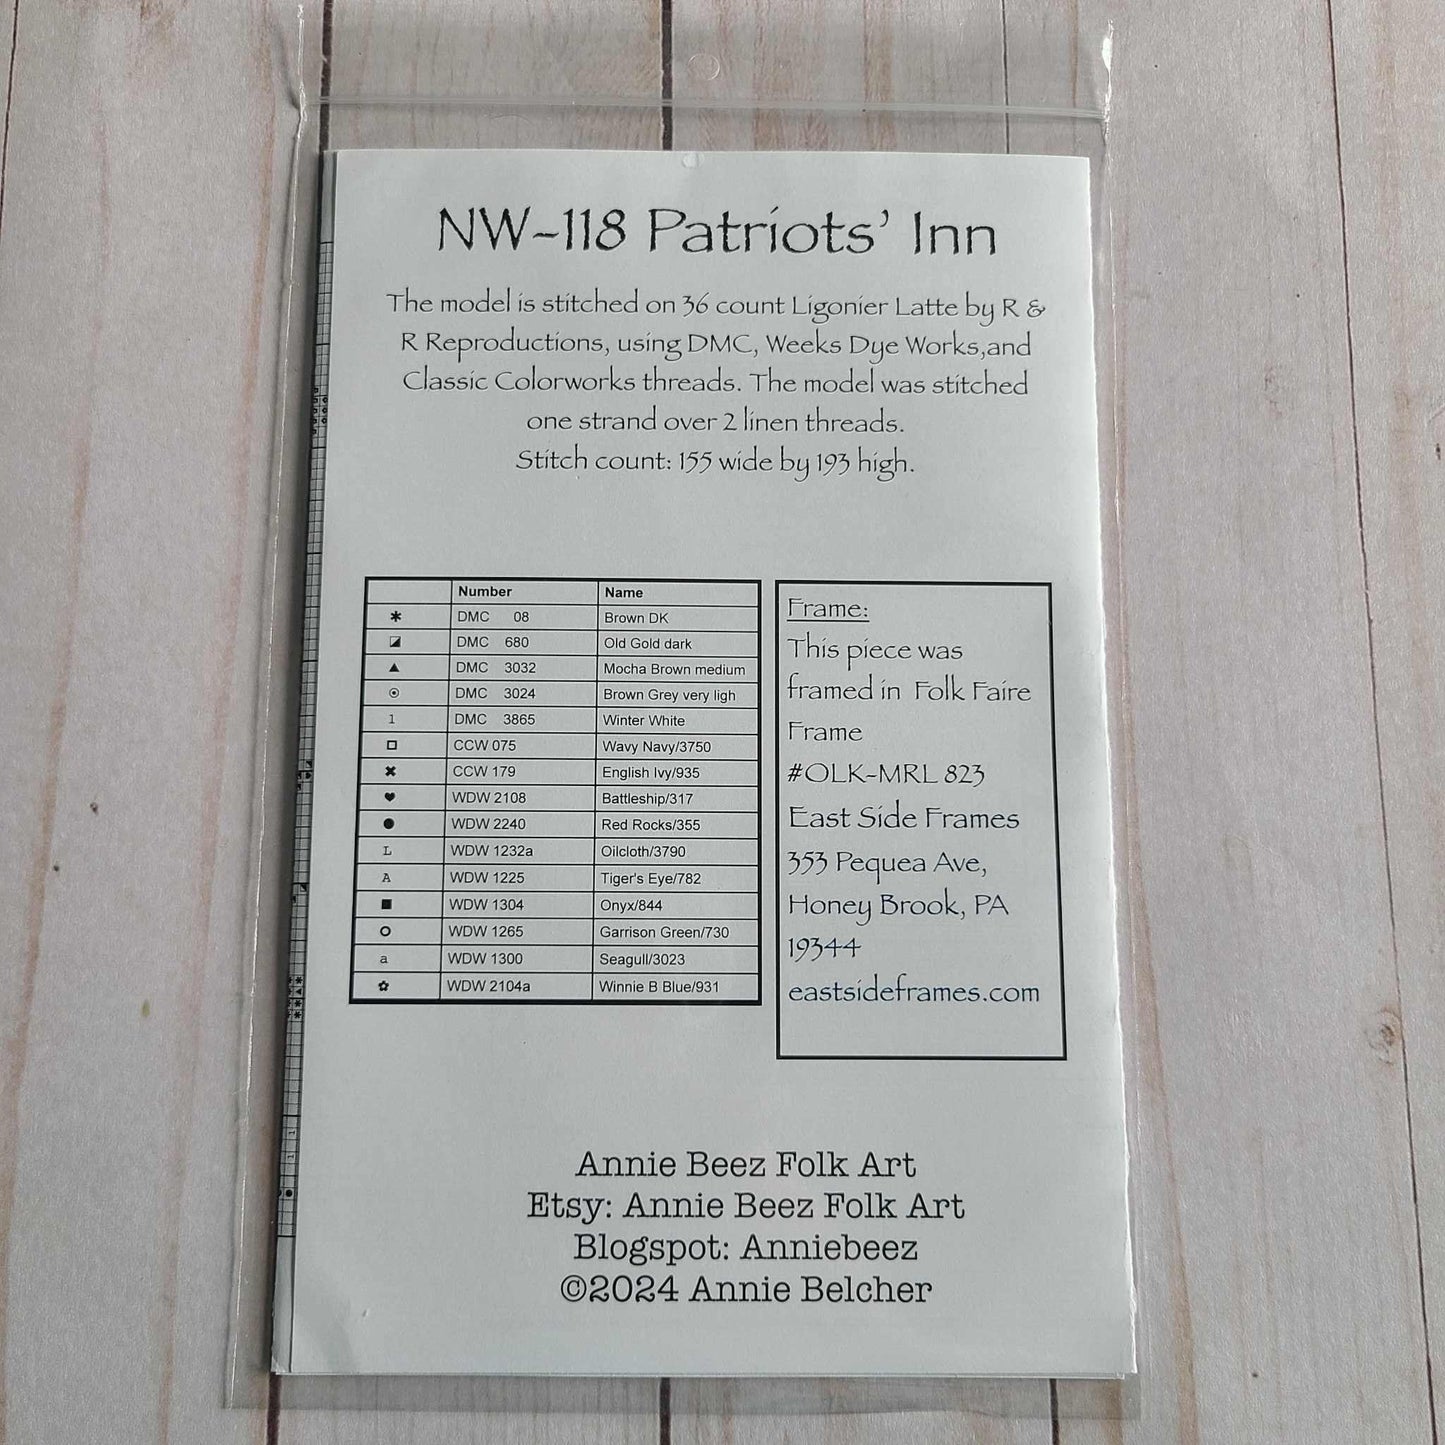 NW-118 Patriots' Inn
The model is stitched on 36 count Ligonier Latte by R &
R Reproductions, using DMC, Weeks Dye Works,and
Classic Colorworks threads. The model was stitched
one strand over 2 linen threads.
Stitch count: 155 wide by 193 high.
Number Name
✱ DMC 08 Brown DK
◪ DMC 680 Old Gold dark
▲ DMC 3032 Mocha Brown medium
⊙ DMC 3024 Brown Grey very ligh
1 DMC 3865 Winter White
□ CCW 075 Wavy Navy/3750
✖ CCW 179 English Ivy/935
♥ WDW 2108 Battleship/317
● WDW 2240 Red Rocks/355
L WDW 1232a Oilcloth/3790
A WDW 1225 Tiger's Eye/782
■ WDW 1304 Onyx/844
○ WDW 1265 Garrison Green/730
a WDW 1300 Seagull/3023
✿ WDW 2104a Winnie B Blue/931
Frame:
This piece was
framed in Folk Faire
Frame
#OLK-MRL 823
East Side Frames
353 Pequea Ave,
Honey Brook, PA
19344
eastsideframes.com
Annie Beez Folk Art
Etsy: Annie Beez Folk Art
Blogspot: Anniebeez
©2024 Annie Belcher